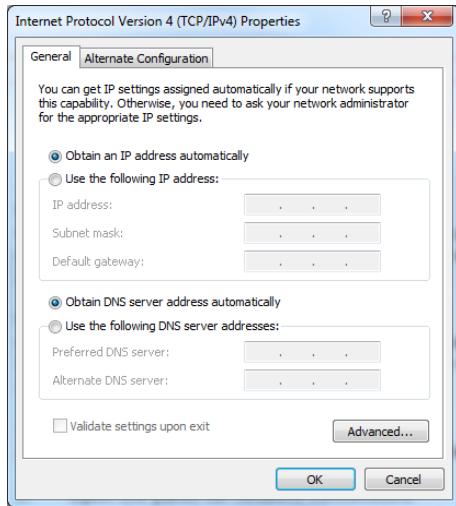 Internet Protocol Version 4 (TCP/IPv4) Properties
General
Alternate Configuration
You can get IP settings assigned automatically if your network supports
this capability. Otherwise, you need to ask your network administrator
for the appropriate IP settings.
Obtain an IP address automatically
Use the following IP address:
IP address:
Subnet mask:
Default gateway:
Obtain DNS server address automatically
Use the following DNS server addresses:
Preferred DNS server:
Alternate DNS server:
Validate settings upon exit
Advanced...
OK
Cancel